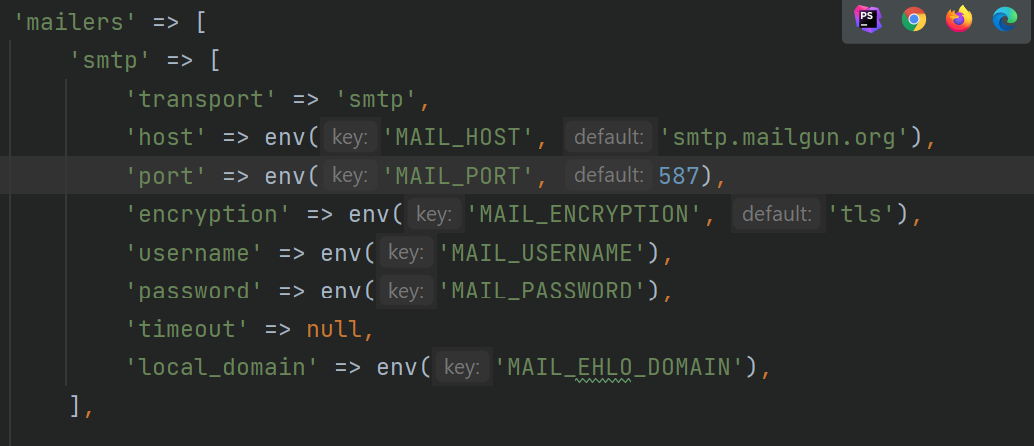 'mailers' => [
PS
'smtp' => [
'transport' => 'smtp',
'host' => env( key: 'MAIL_HOST', default: 'smtp.mailgun.org'),
'port' => env( key: 'MAIL_PORT', default: 587),
'encryption' => env( key: 'MAIL_ENCRYPTION', default: 'tls'),
'username' => env( key: 'MAIL_USERNAME'),
'password' => env( key: 'MAIL_PASSWORD'),
'timeout' => null,
'local_domain' => env( key: 'MAIL_EHLO_DOMAIN'),
],